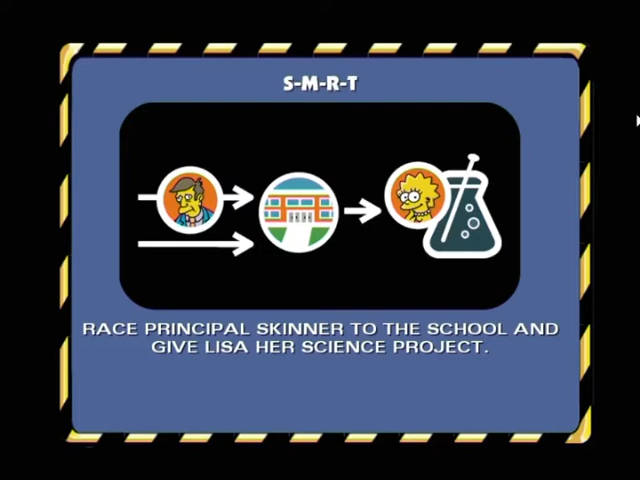 S-M-R-T
RACE PRINCIPAL SKINNER TO THE SCHOOL AND
GIVE LISA HER SCIENCE PROJECT.